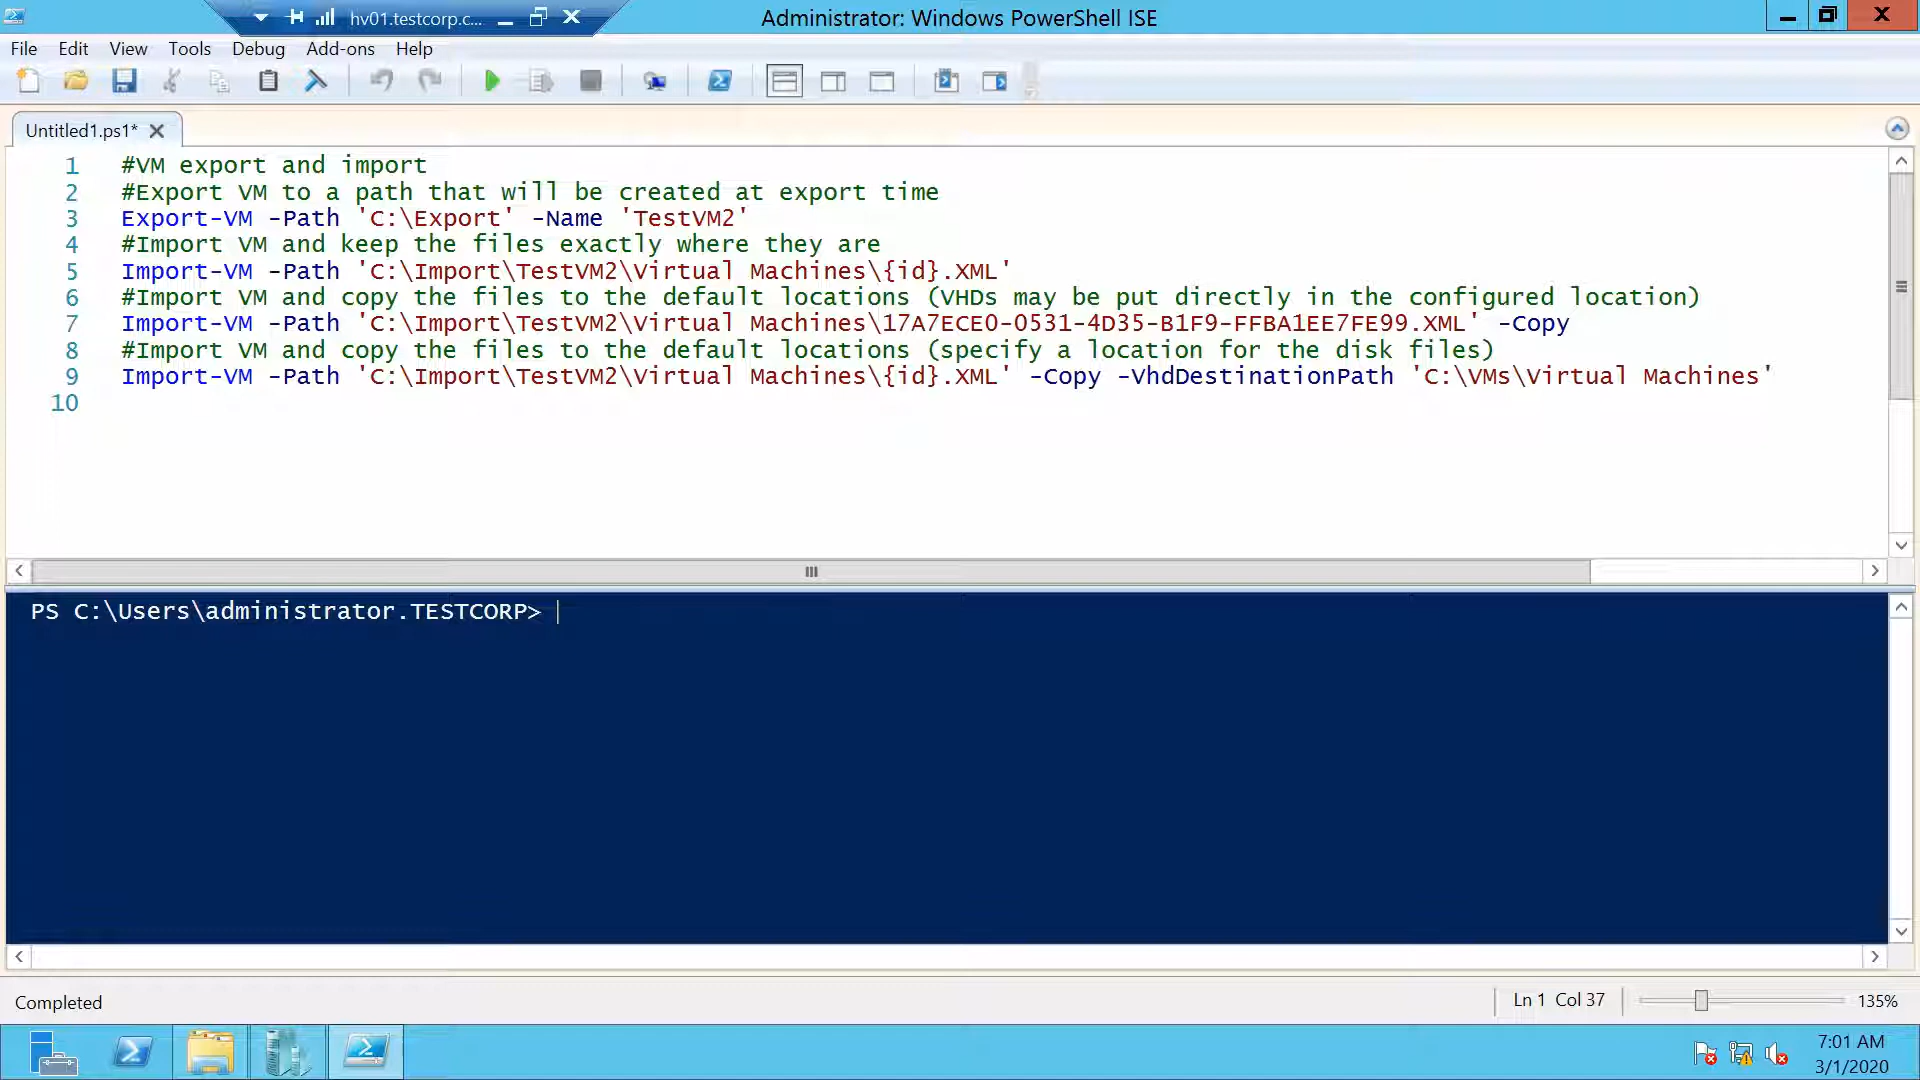 hv01.testcorp.c...
Administrator: Windows PowerShell ISE
File Edit View Tools Debug Add-ons Help
Untitled1.ps1*
1 #VM export and import
2 #Export VM to a path that will be created at export time
3 Export-VM -Path 'C:\Export' -Name 'TestVM2'
4 #Import VM and keep the files exactly where they are
5 Import-VM -Path 'C:\Import\TestVM2\Virtual Machines\{id}.XML'
6 #Import VM and copy the files to the default locations (VHDs may be put directly in the configured location)
7 Import-VM -Path 'C:\Import\TestVM2\Virtual Machines\17A7ECE0-0531-4D35-B1F9-FFBA1EE7FE99.XML' -Copy
8 #Import VM and copy the files to the default locations (specify a location for the disk files)
9 Import-VM -Path 'C:\Import\TestVM2\Virtual Machines\{id}.XML' -Copy -VhdDestinationPath 'C:\VMs\Virtual Machines'
10
PS C:\Users\administrator.TESTCORP>
Completed
Ln 1 Col 37
135%
7:01 AM
3/1/2020